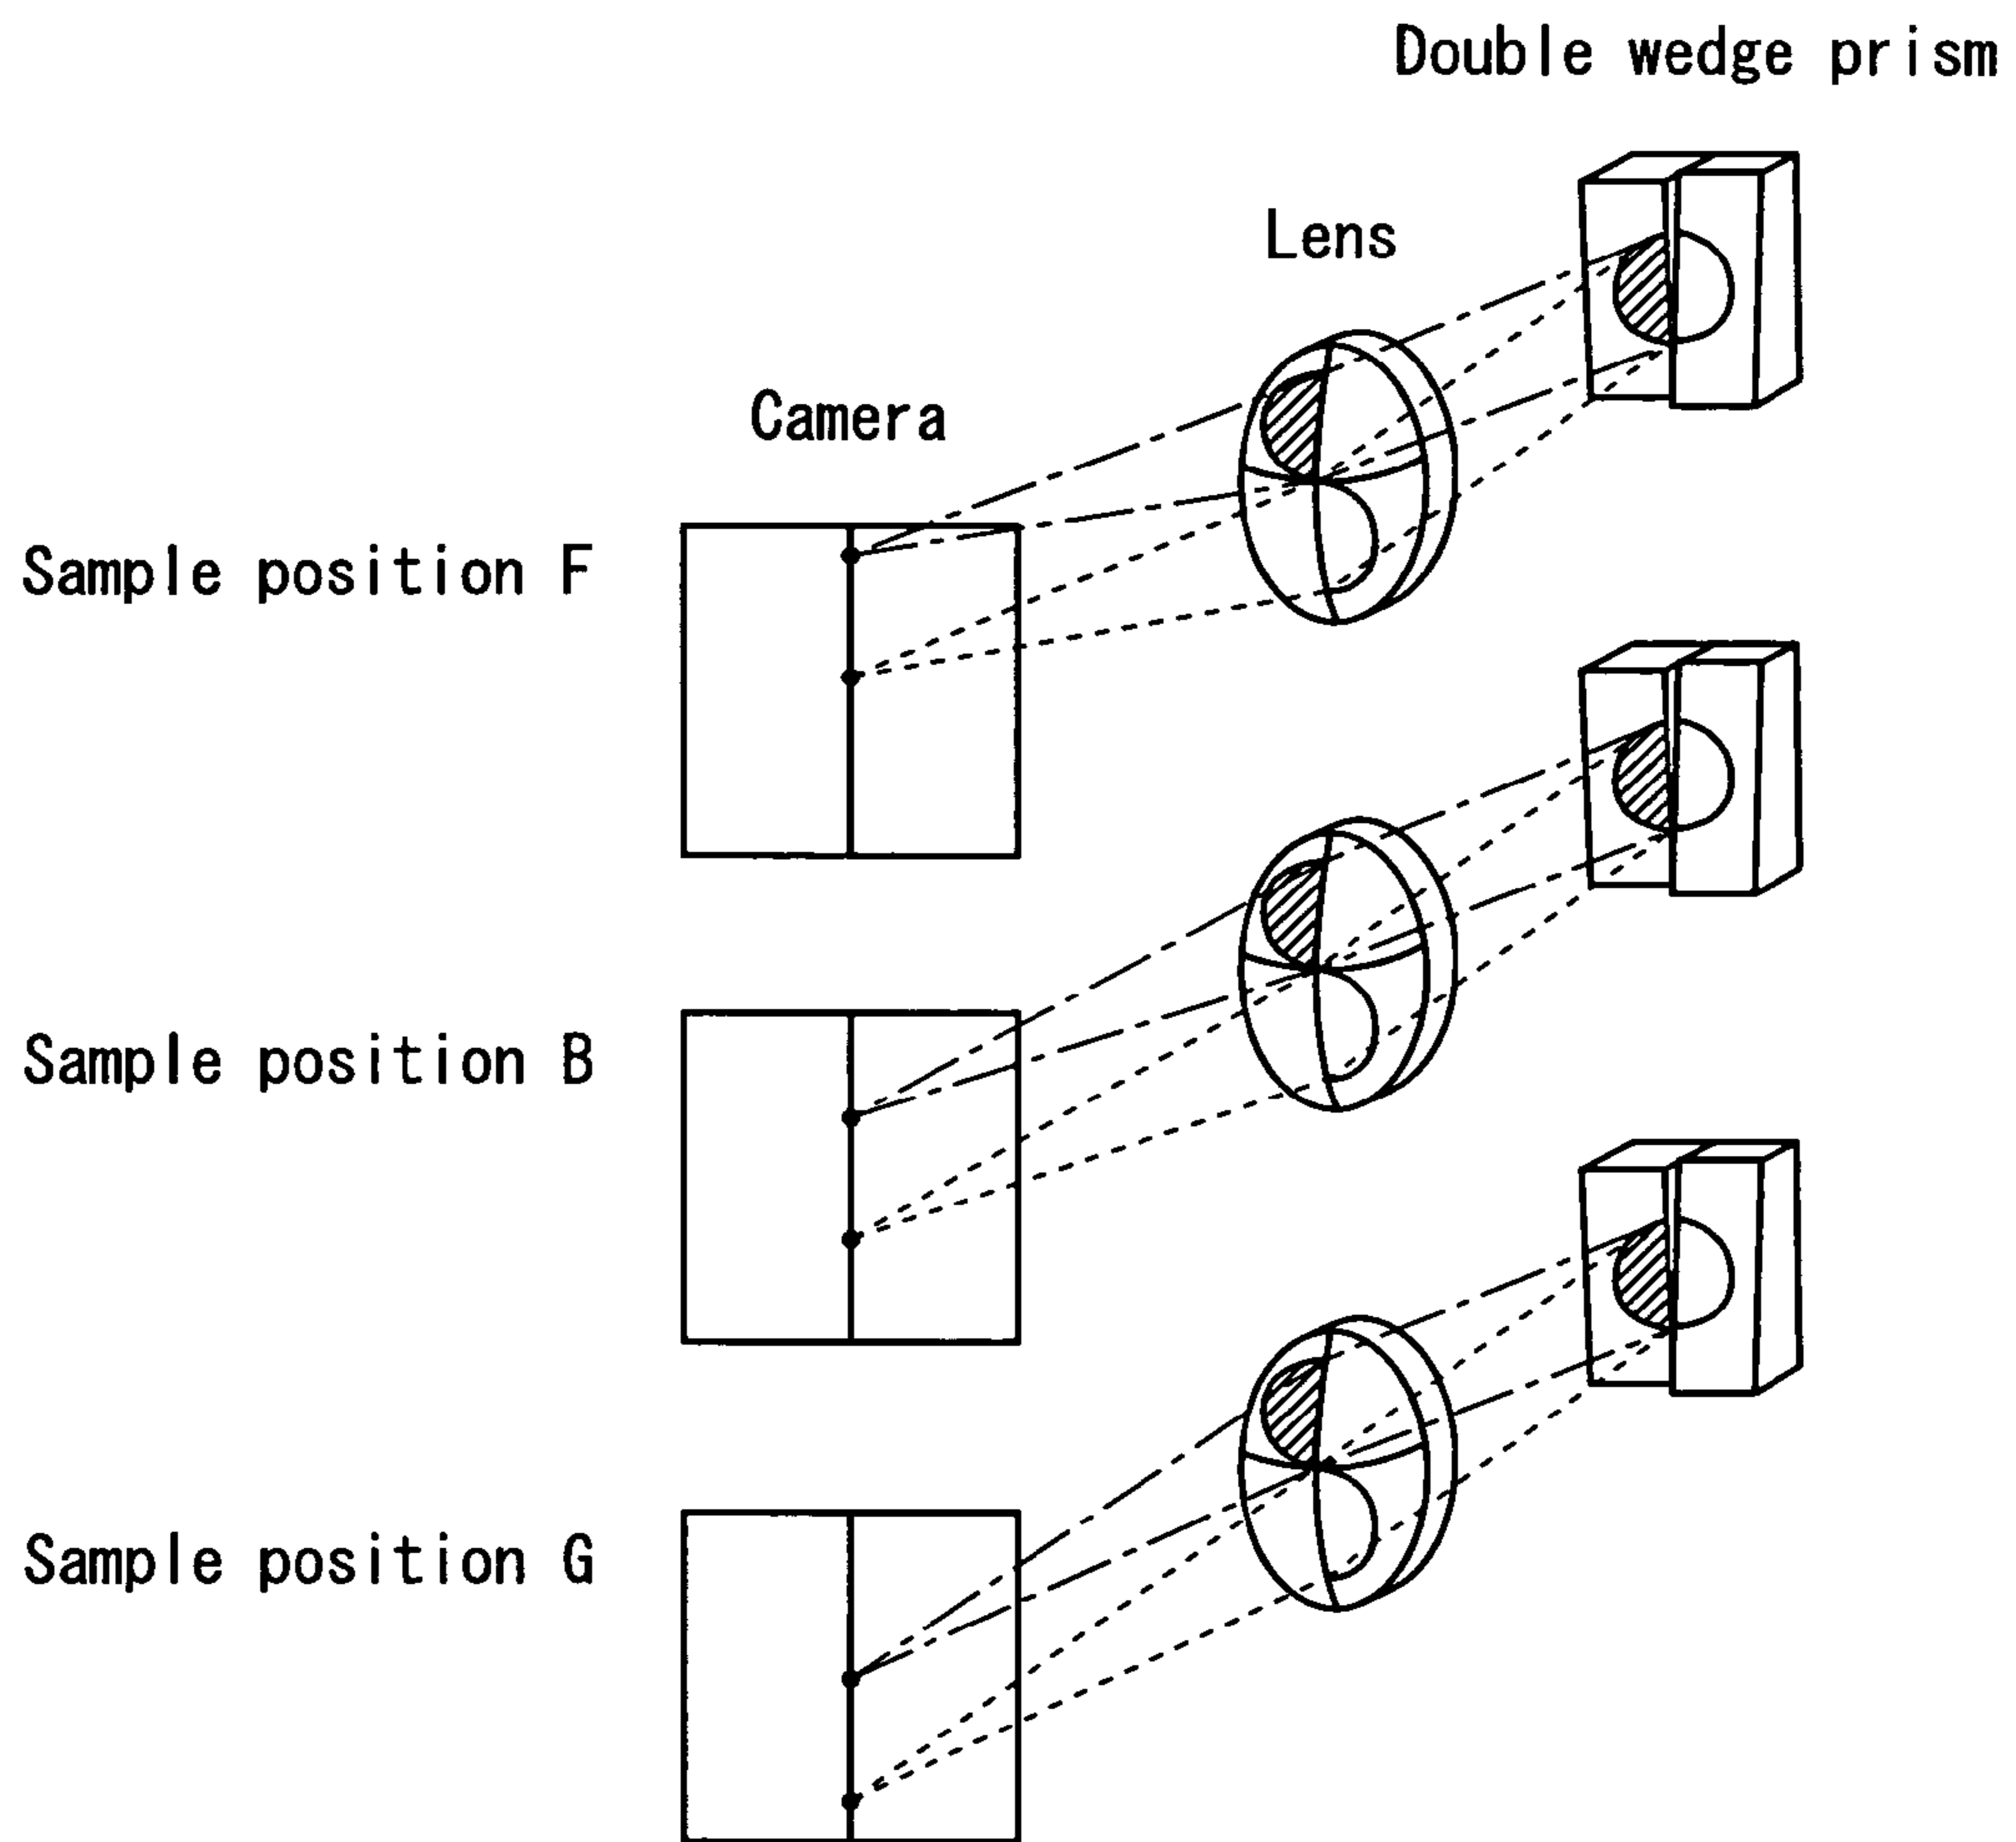 Double wedge prism
Lens
Camera
Sample position F
Sample position B
Sample position G